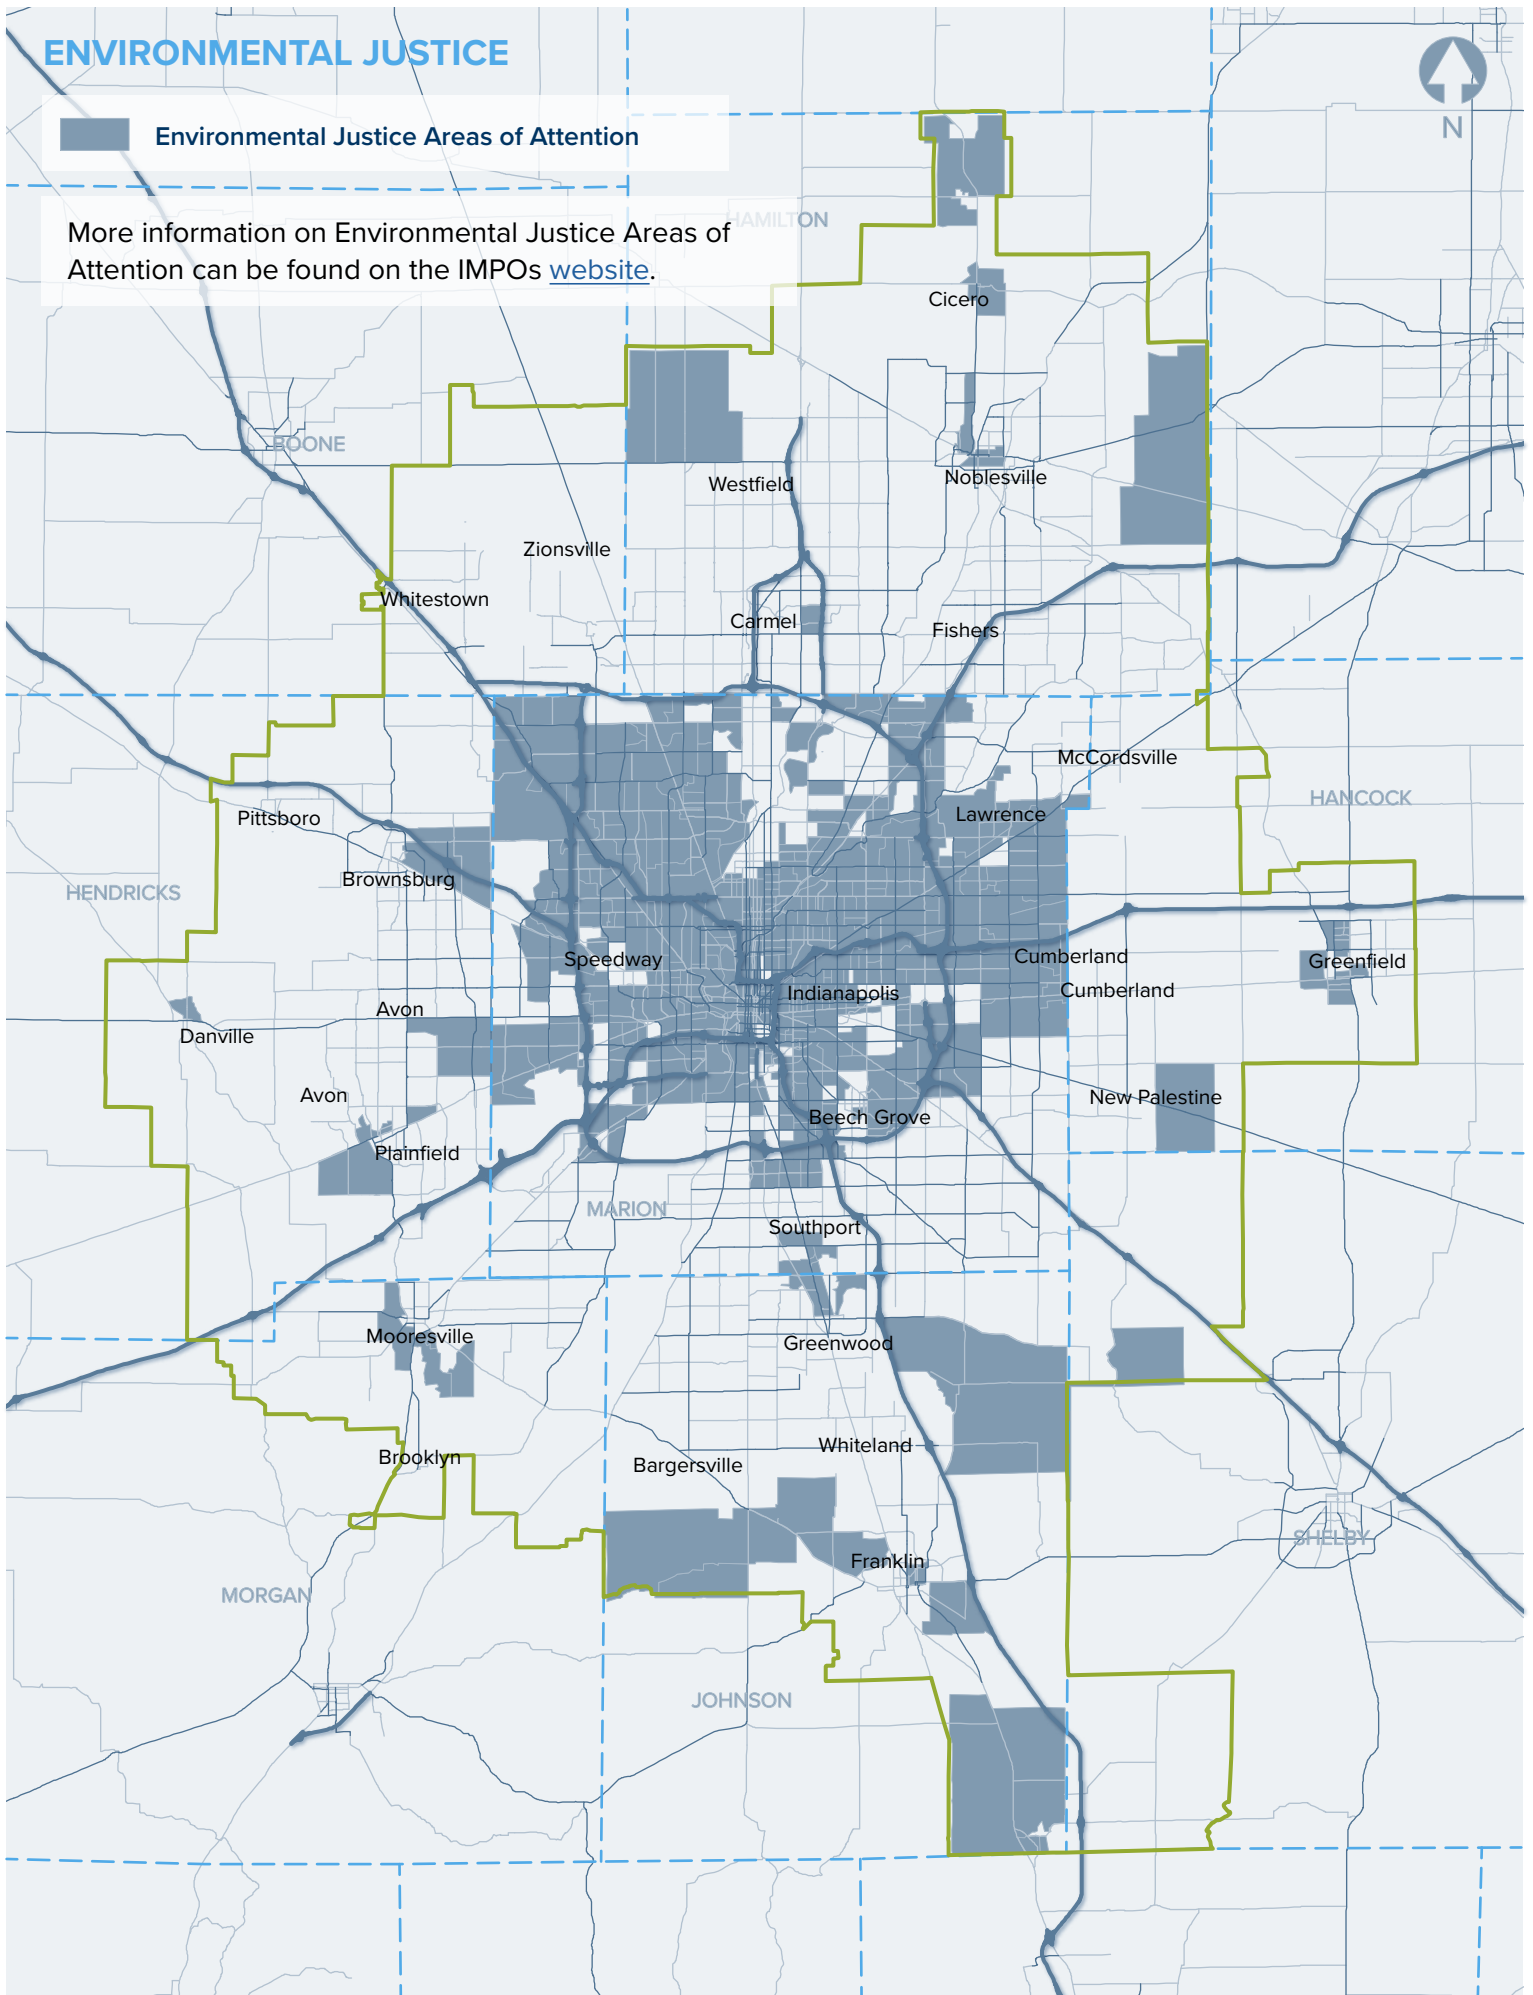 ENVIRONMENTAL JUSTICE
Environmental Justice Areas of Attention
N
More information on Environmental Justice Areas of
Attention can be found on the IMPOs website.
HAMILTON
Cicero
BOONE
Westfield
Noblesville
Zionsville
Whitestown
Carmel
Fishers
McCordsville
HANCOCK
Pittsboro
Lawrence
Brownsburg
HENDRICKS
Speedway
Cumberland
Greenfield
Indianapolis
Cumberland
Avon
Danville
Avon
New Palestine
Beech Grove
Plainfield
MARION
Southport
Mooresville
Greenwood
Brooklyn
Whiteland
Bargersville
SHELBY
Franklin
MORGAN
JOHNSON